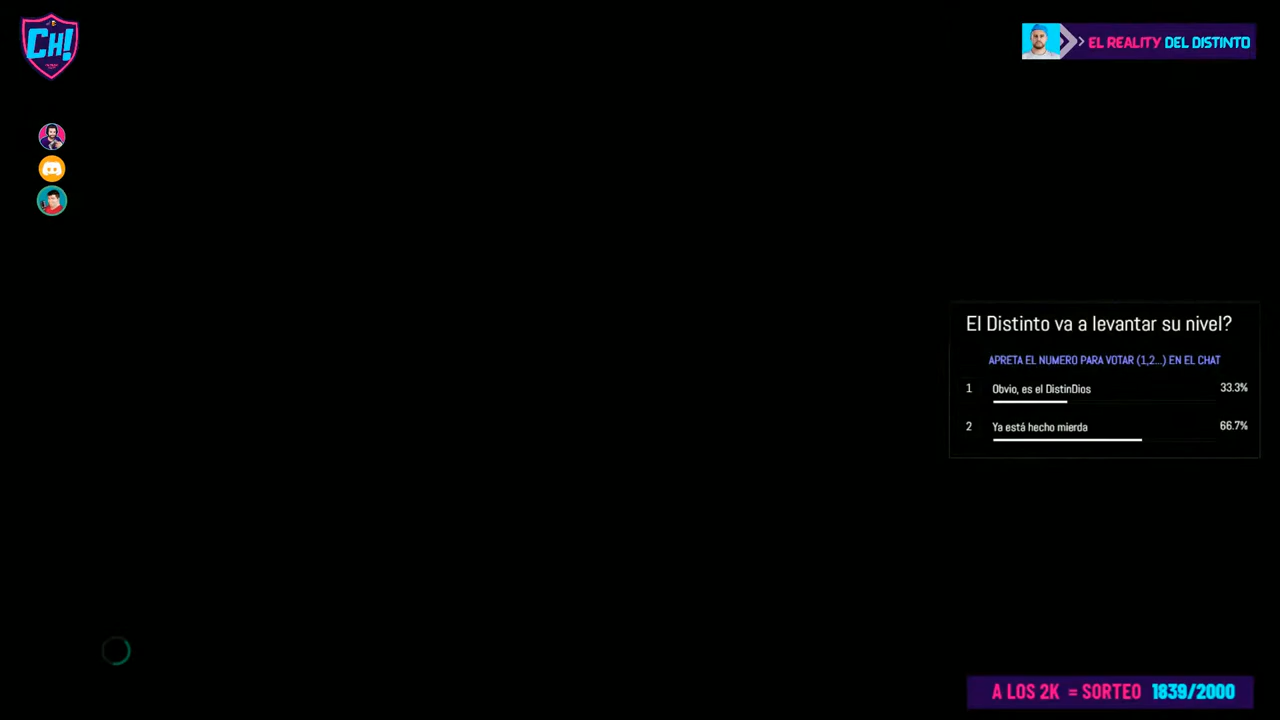 CH!
EL REALITY DEL DISTINTO
El Distinto va a levantar su nivel?
APRETA EL NUMERO PARA VOTAR (1,2...) EN EL CHAT
1 Obvio, es el DistinDios 33.3%
2 Ya está hecho mierda 66.7%
A LOS 2K = SORTEO 1839/2000